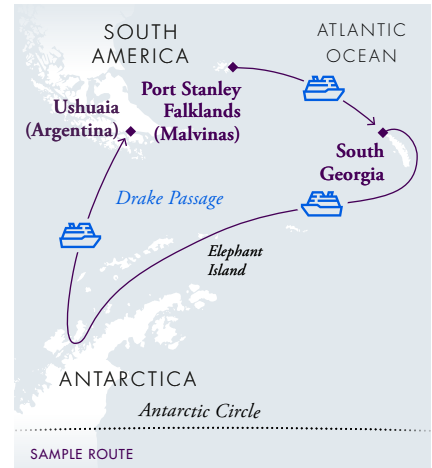 SOUTH
AMERICA
ATLANTIC
OCEAN
Port Stanley
Falklands
(Malvinas)
Ushuaia
(Argentina)
South
Georgia
Drake Passage
Elephant
Island
ANTARCTICA
Antarctic Circle
SAMPLE ROUTE